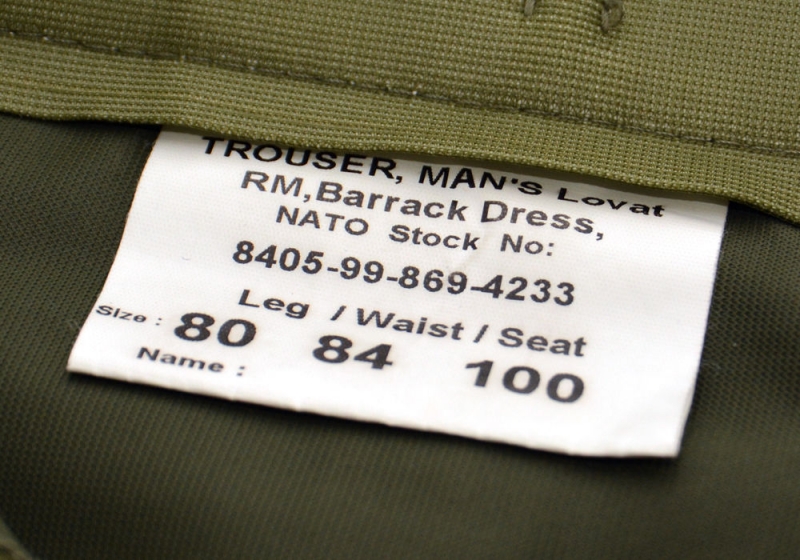 TROUSER, MAN's Lovat
RM,Barrack Dress,
NATO Stock No:
8405-99-869-4233
Leg / Waist / Seat
Size : 80 84 100
Name :